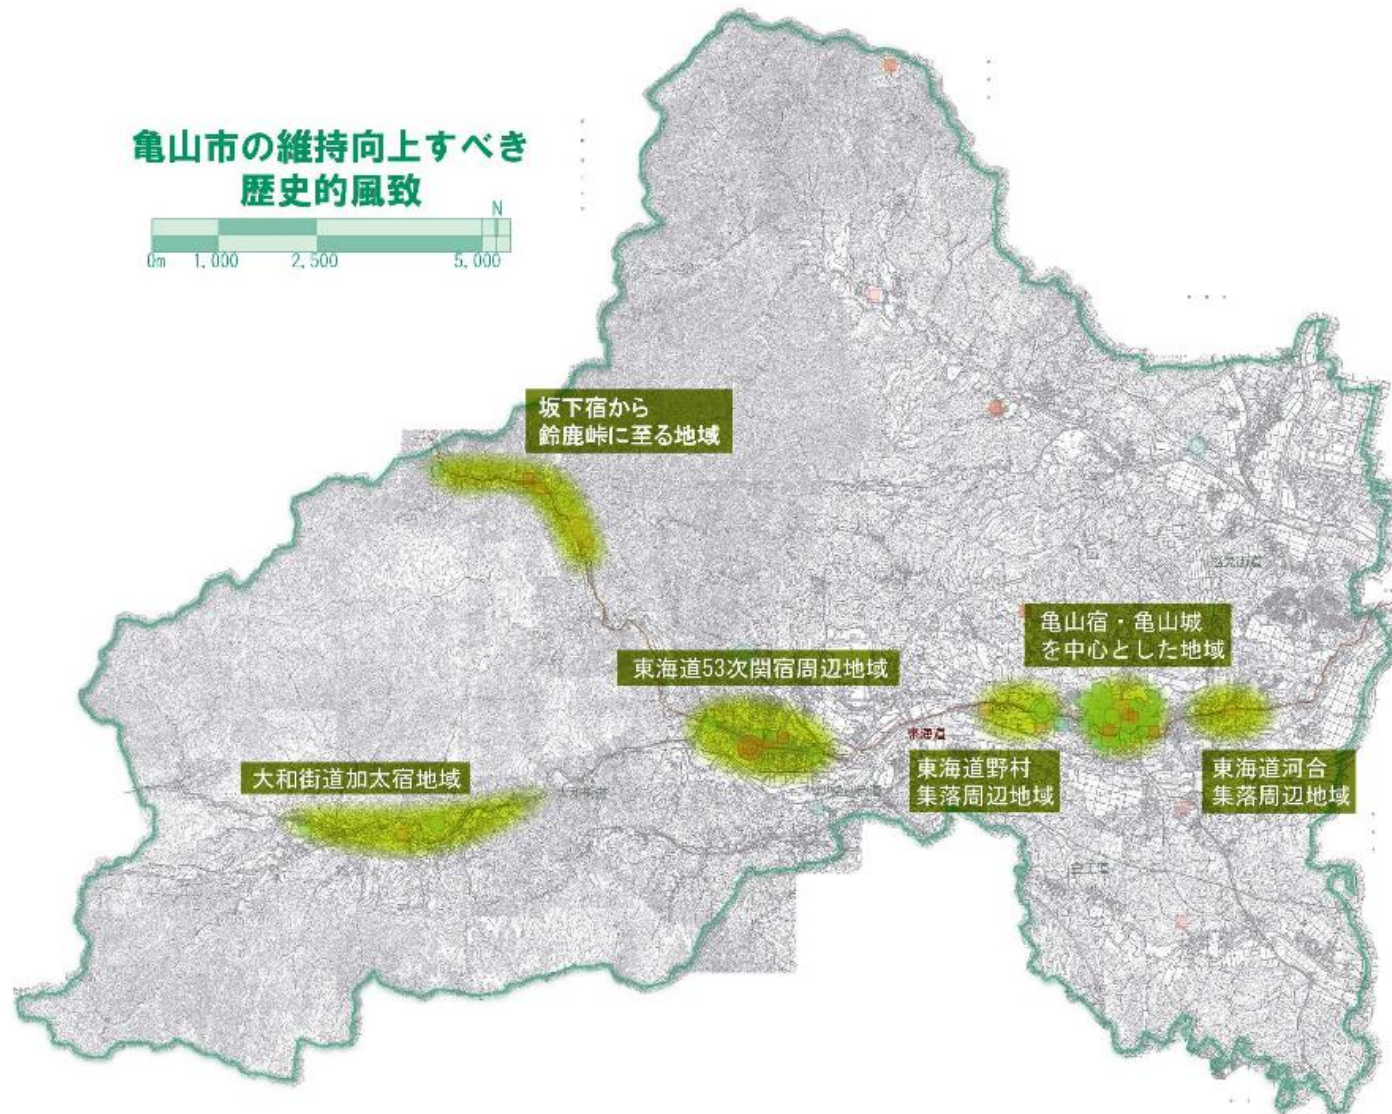 亀山市の維持向上すべき
歴史的風致
N
0m 1,000 2,500 5,000
坂下宿から
鈴鹿峠に至る地域
亀山宿・亀山城
を中心とした地域
東海道53次関宿周辺地域
東海道
大和街道加太宿地域
東海道野村
集落周辺地域
東海道河合
集落周辺地域